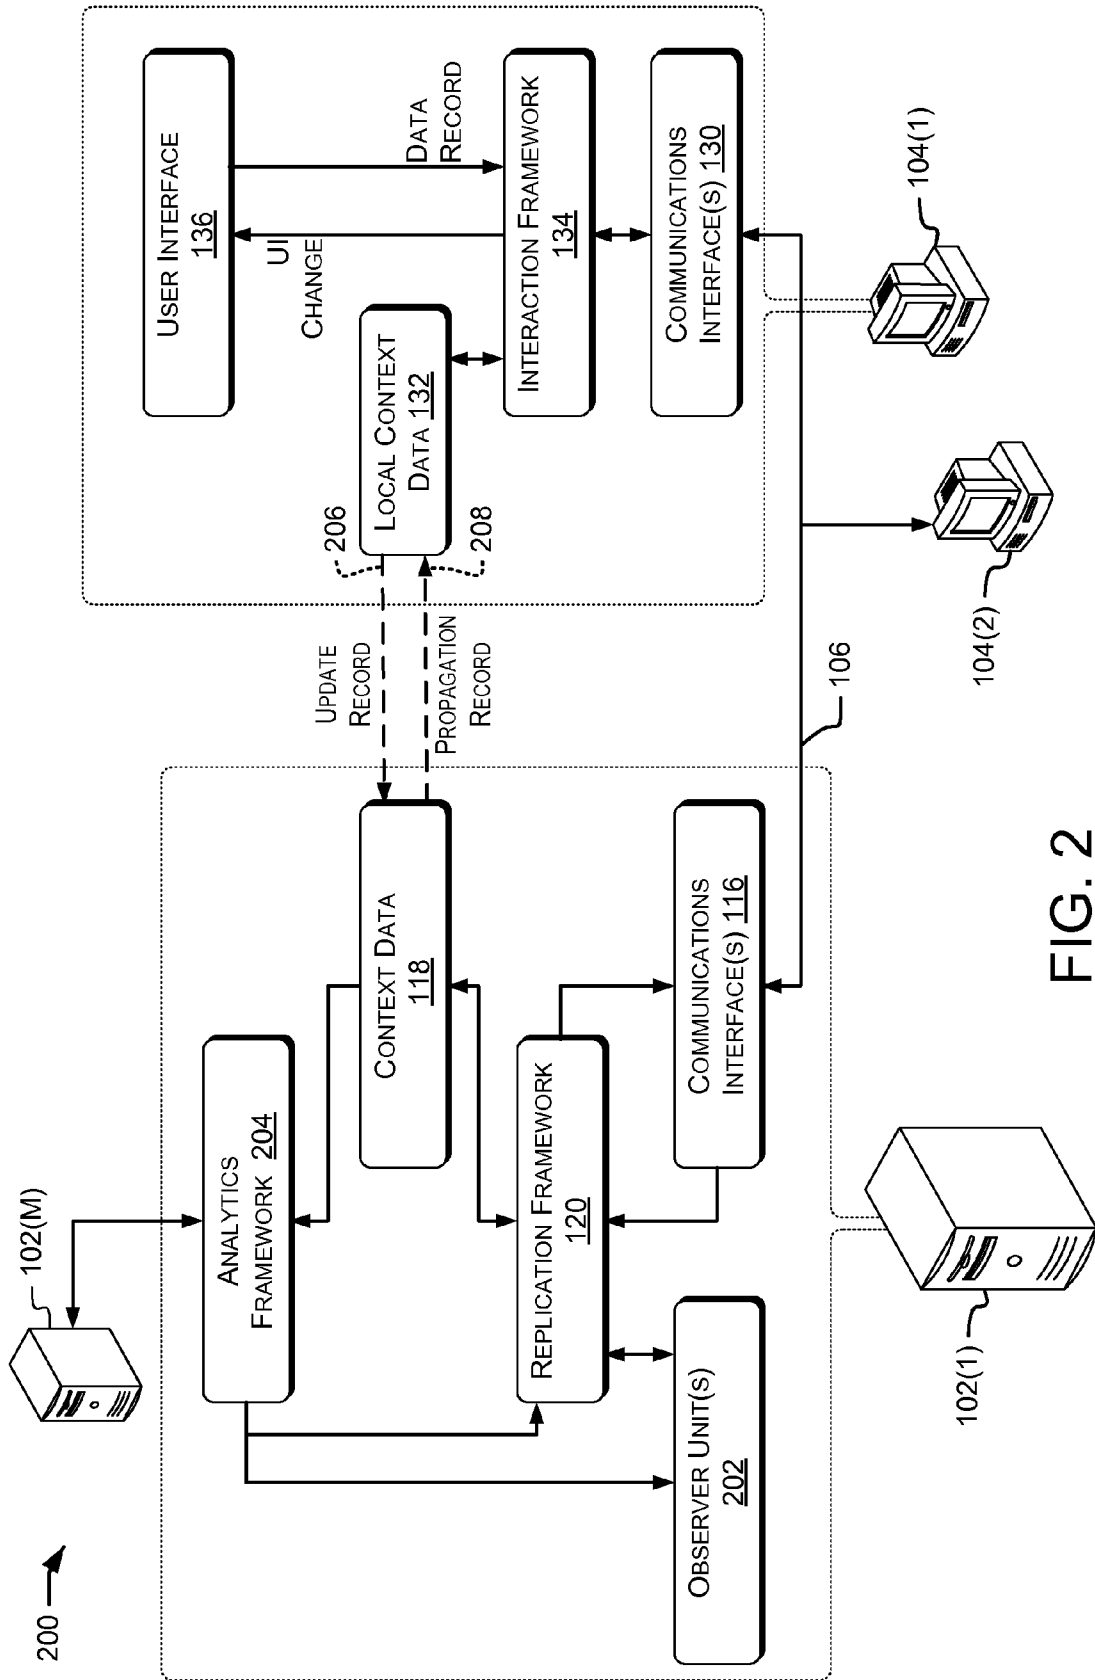 200
102(M)
ANALYTICS
FRAMEWORK 204
CONTEXT DATA
118
REPLICATION FRAMEWORK
120
OBSERVER UNIT(S)
202
COMMUNICATIONS
INTERFACE(S) 116
102(1)
UPDATE
RECORD
206
PROPAGATION
RECORD
208
USER INTERFACE
136
UI
CHANGE
DATA
RECORD
LOCAL CONTEXT
DATA 132
INTERACTION FRAMEWORK
134
COMMUNICATIONS
INTERFACE(S) 130
106
104(2)
104(1)
FIG. 2